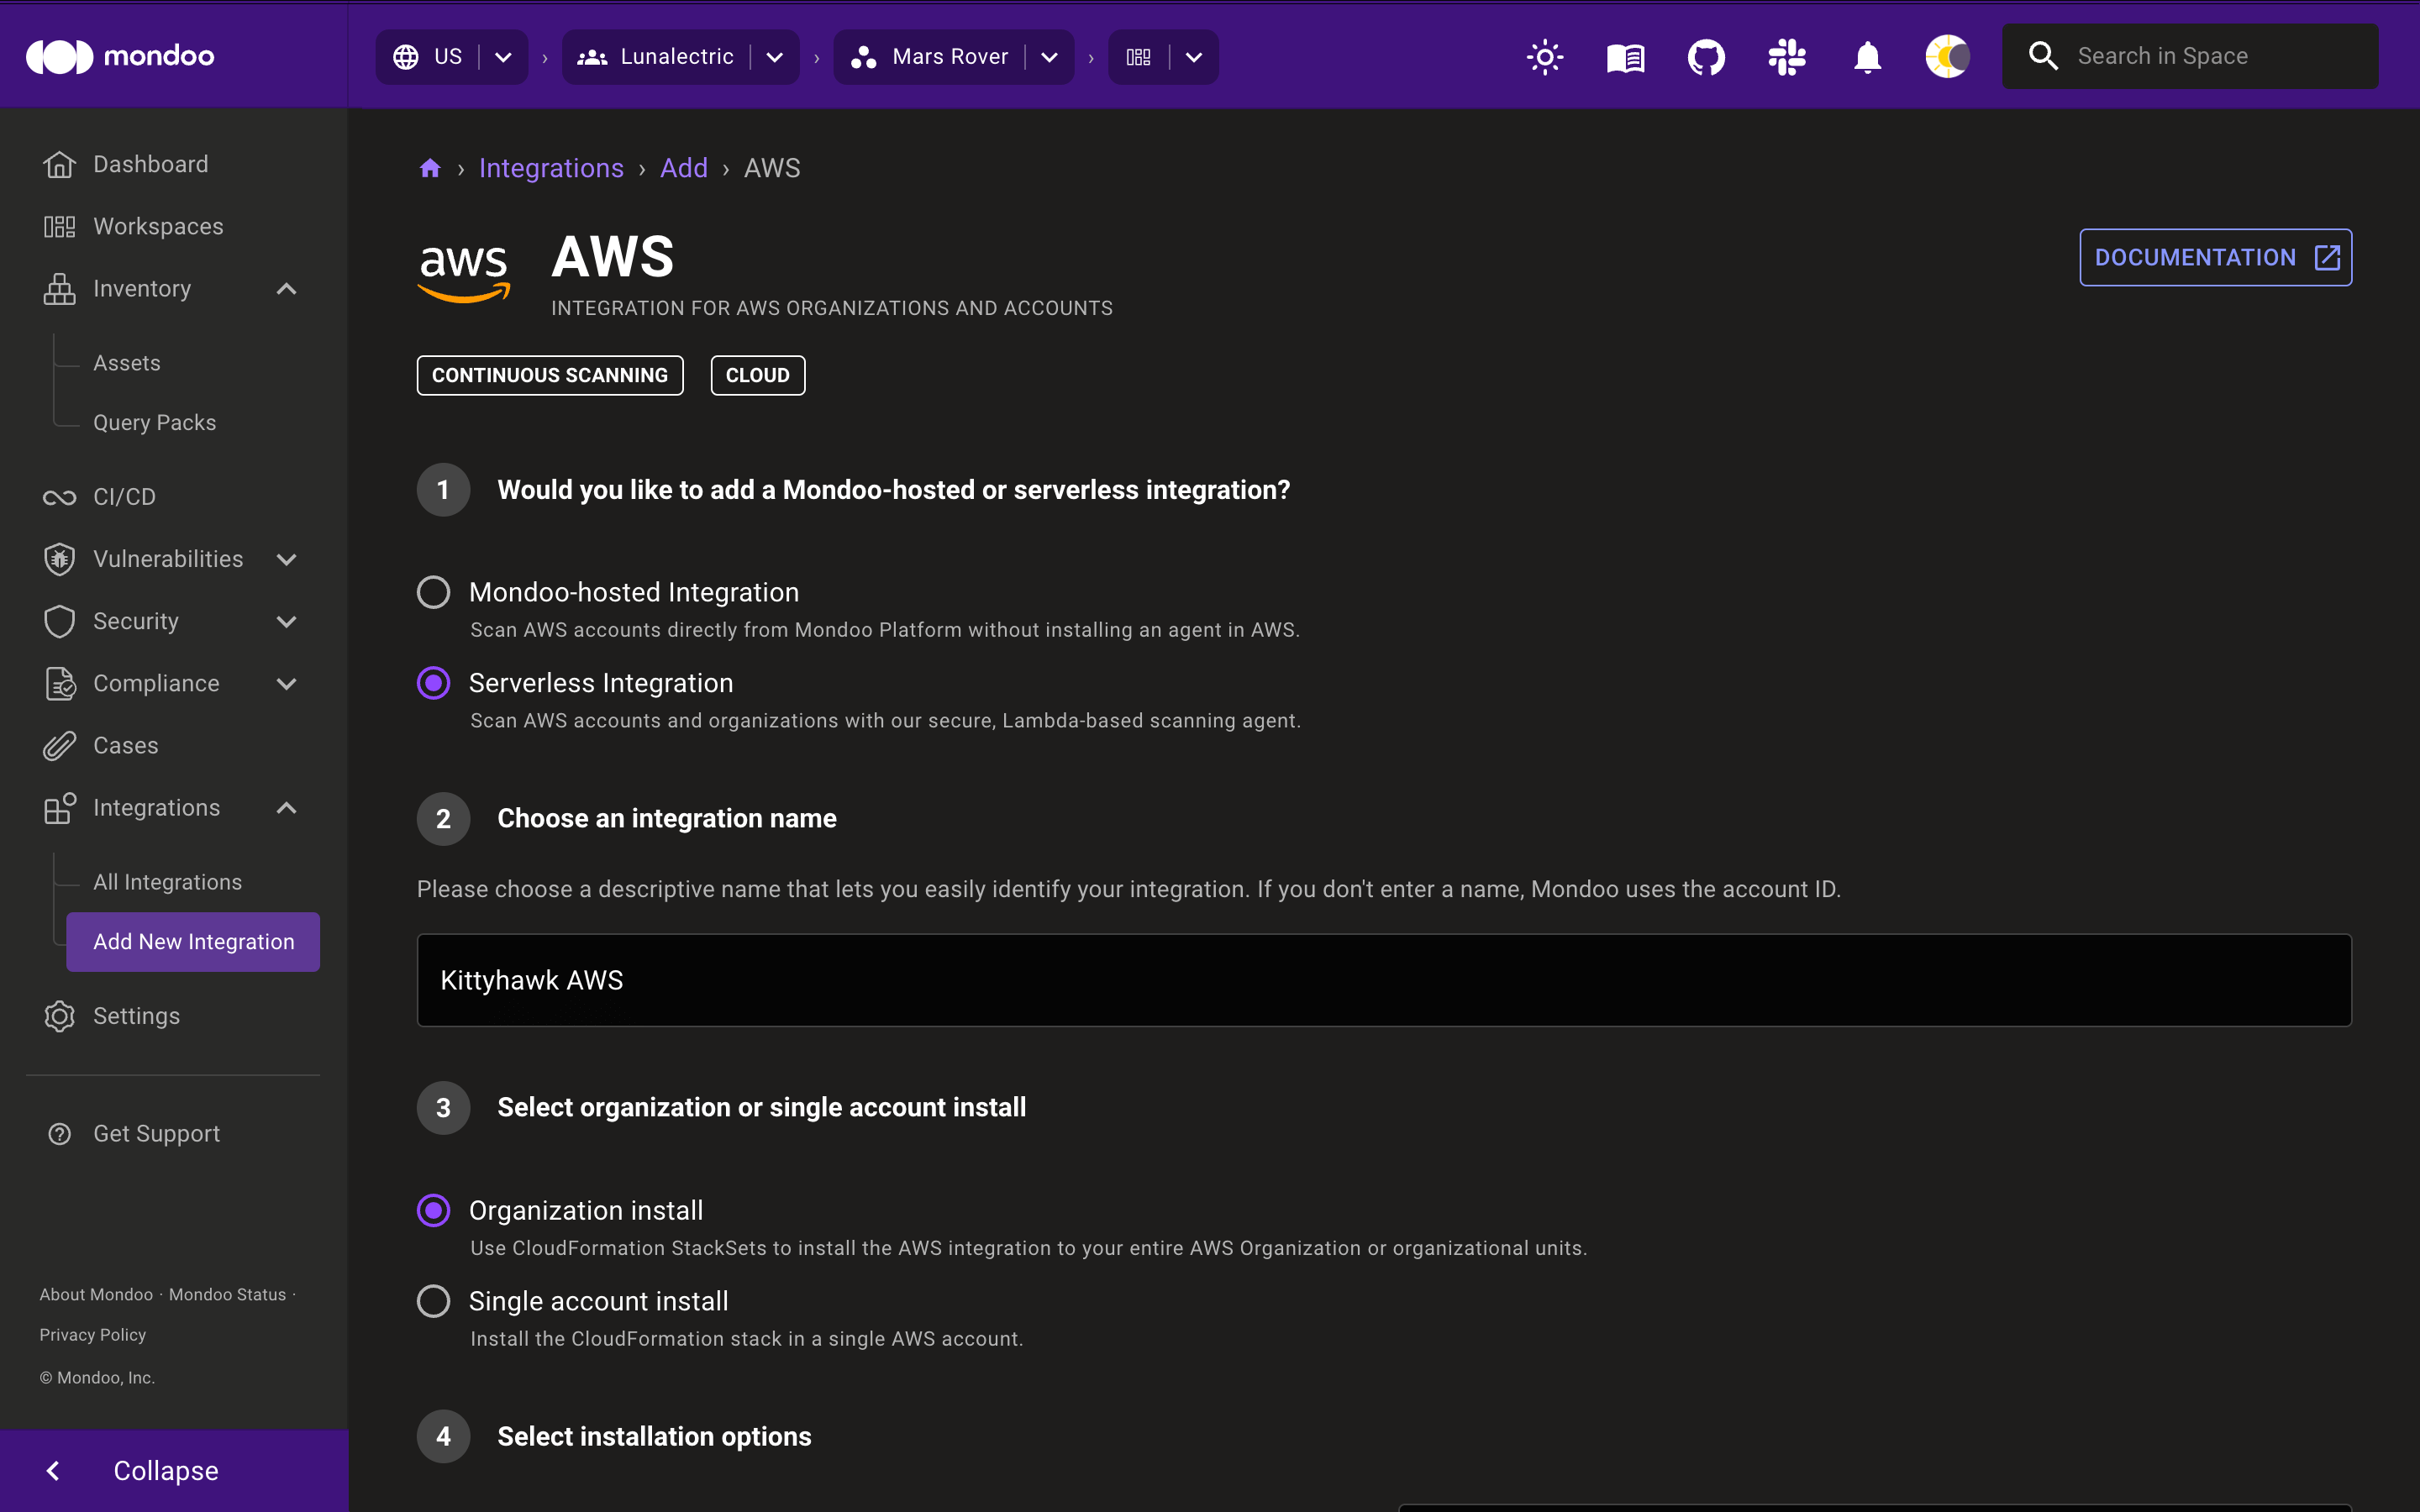 mondoo
US
Lunalectric
Mars Rover
Search in Space
Dashboard
Workspaces
Inventory
Assets
Query Packs
CI/CD
Vulnerabilities
Security
Compliance
Cases
Integrations
All Integrations
Add New Integration
Settings
Get Support
About Mondoo · Mondoo Status ·
Privacy Policy
© Mondoo, Inc.
Collapse
› Integrations › Add › AWS
aws
AWS
INTEGRATION FOR AWS ORGANIZATIONS AND ACCOUNTS
DOCUMENTATION
CONTINUOUS SCANNING
CLOUD
1 Would you like to add a Mondoo-hosted or serverless integration?
Mondoo-hosted Integration
Scan AWS accounts directly from Mondoo Platform without installing an agent in AWS.
Serverless Integration
Scan AWS accounts and organizations with our secure, Lambda-based scanning agent.
2 Choose an integration name
Please choose a descriptive name that lets you easily identify your integration. If you don't enter a name, Mondoo uses the account ID.
Kittyhawk AWS
3 Select organization or single account install
Organization install
Use CloudFormation StackSets to install the AWS integration to your entire AWS Organization or organizational units.
Single account install
Install the CloudFormation stack in a single AWS account.
4 Select installation options